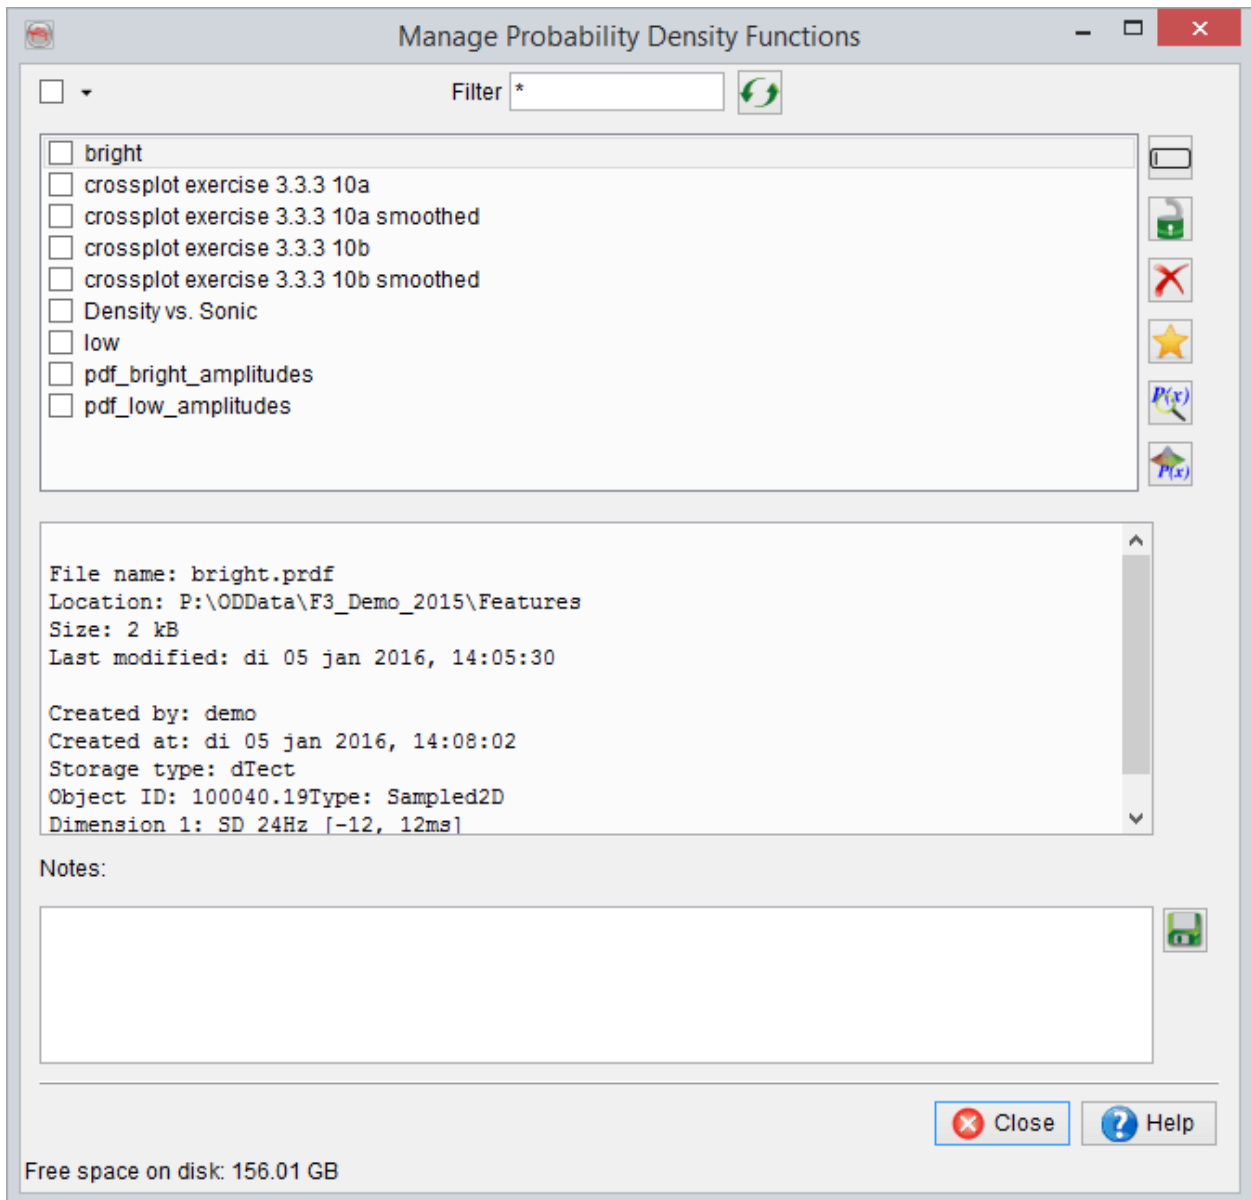 Manage Probability Density Functions
Filter *
bright
crossplot exercise 3.3.3 10a
crossplot exercise 3.3.3 10a smoothed
crossplot exercise 3.3.3 10b
crossplot exercise 3.3.3 10b smoothed
Density vs. Sonic
low
pdf_bright_amplitudes
pdf_low_amplitudes
P(x)
P(x)
File name: bright.prdf
Location: P:\ODData\F3_Demo_2015\Features
Size: 2 kB
Last modified: di 05 jan 2016, 14:05:30
Created by: demo
Created at: di 05 jan 2016, 14:08:02
Storage type: dTect
Object ID: 100040.19Type: Sampled2D
Dimension 1: SD 24Hz [-12, 12ms]
Notes:
Close Help
Free space on disk: 156.01 GB